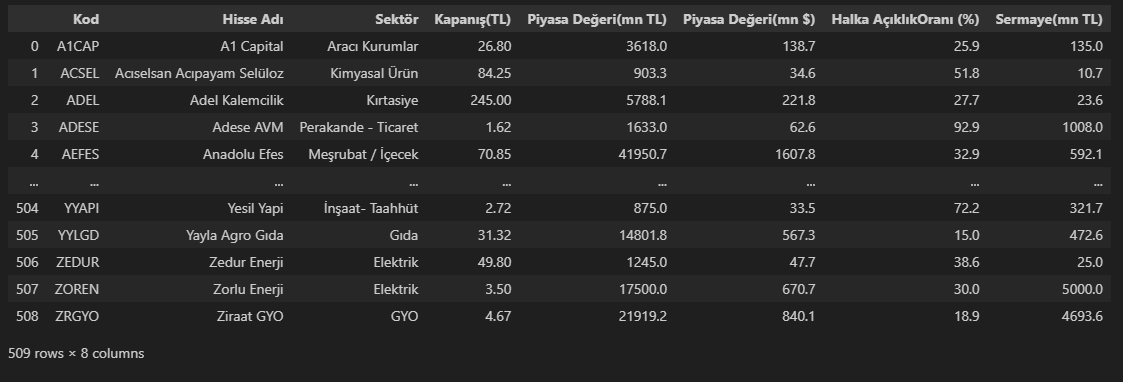 Kod Hisse Adı Sektör Kapanış(TL) Piyasa Değeri(mn TL) Piyasa Değeri(mn $) Halka AçıklıkOranı (%) Sermaye(mn TL)
0 A1CAP A1 Capital Aracı Kurumlar 26.80 3618.0 138.7 25.9 135.0
1 ACSEL Acıselsan Acıpayam Selüloz Kimyasal Ürün 84.25 903.3 34.6 51.8 10.7
2 ADEL Adel Kalemcilik Kırtasiye 245.00 5788.1 221.8 27.7 23.6
3 ADESE Adese AVM Perakande - Ticaret 1.62 1633.0 62.6 92.9 1008.0
4 AEFES Anadolu Efes Meşrubat / İçecek 70.85 41950.7 1607.8 32.9 592.1
... ... ... ... ... ... ... ... ...
504 YYAPI Yesil Yapi İnşaat- Taahhüt 2.72 875.0 33.5 72.2 321.7
505 YYLGD Yayla Agro Gıda Gıda 31.32 14801.8 567.3 15.0 472.6
506 ZEDUR Zedur Enerji Elektrik 49.80 1245.0 47.7 38.6 25.0
507 ZOREN Zorlu Enerji Elektrik 3.50 17500.0 670.7 30.0 5000.0
508 ZRGYO Ziraat GYO GYO 4.67 21919.2 840.1 18.9 4693.6
509 rows × 8 columns